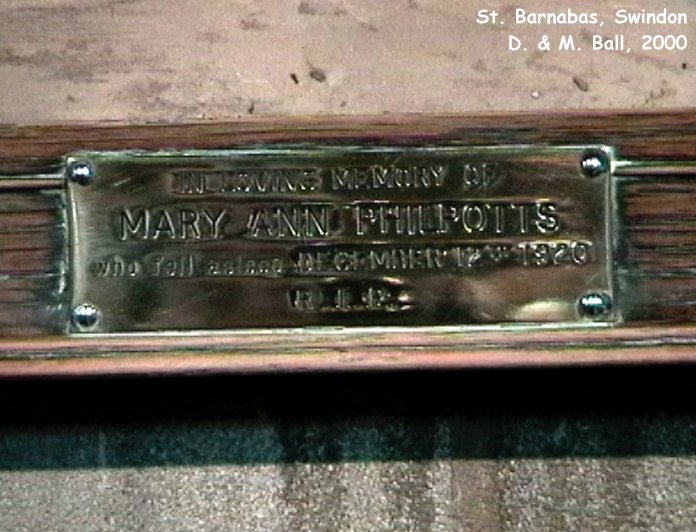 St. Barnabas, Swindon
D. & M. Ball, 2000
IN LOVING MEMORY OF
MARY ANN PHILPOTTS
who fell asleep DECEMBER 12th 1920
R.I.P.